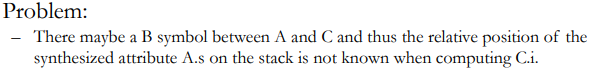 Problem:
– There maybe a B symbol between A and C and thus the relative position of the
synthesized attribute A.s on the stack is not known when computing C.i.